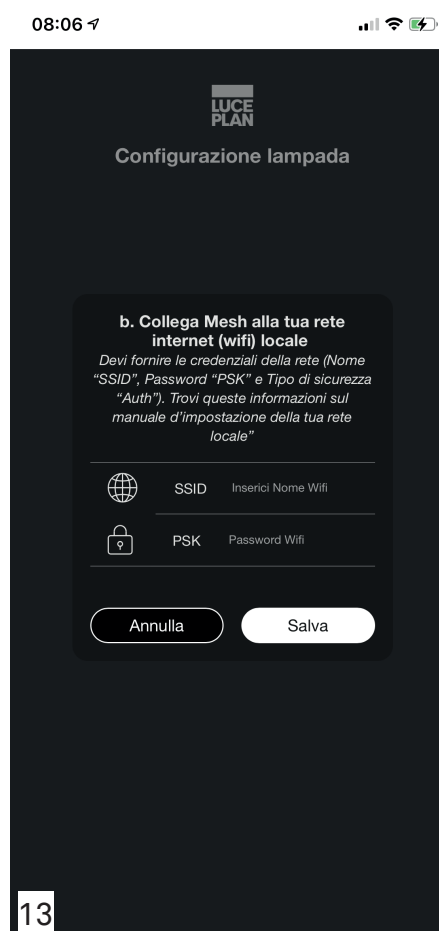 08:06
LUCE
PLAN
Configurazione lampada
b. Collega Mesh alla tua rete
internet (wifi) locale
Devi fornire le credenziali della rete (Nome
“SSID”, Password “PSK” e Tipo di sicurezza
“Auth”). Trovi queste informazioni sul
manuale d’impostazione della tua rete
locale”
SSID Inserici Nome Wifi
PSK Password Wifi
Annulla Salva
13